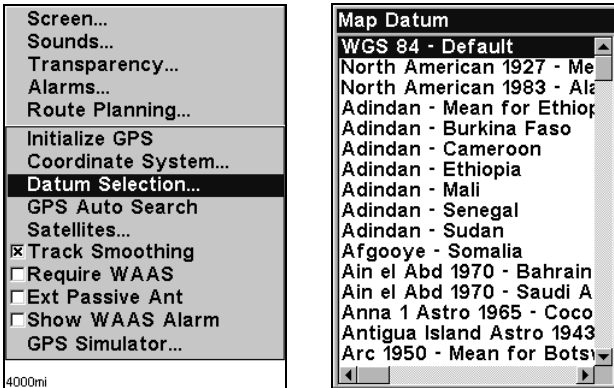 Screen...
Sounds...
Transparency...
Alarms...
Route Planning...
Initialize GPS
Coordinate System...
Datum Selection...
GPS Auto Search
Satellites...
Track Smoothing
Require WAAS
Ext Passive Ant
Show WAAS Alarm
GPS Simulator...
4000mi
Map Datum
WGS 84 - Default
North American 1927 - Me
North American 1983 - Ala
Adindan - Mean for Ethiop
Adindan - Burkina Faso
Adindan - Cameroon
Adindan - Ethiopia
Adindan - Mali
Adindan - Senegal
Adindan - Sudan
Afgooye - Somalia
Ain el Abd 1970 - Bahrain
Ain el Abd 1970 - Saudi A
Anna 1 Astro 1965 - Coco
Antigua Island Astro 1943
Arc 1950 - Mean for Botsw